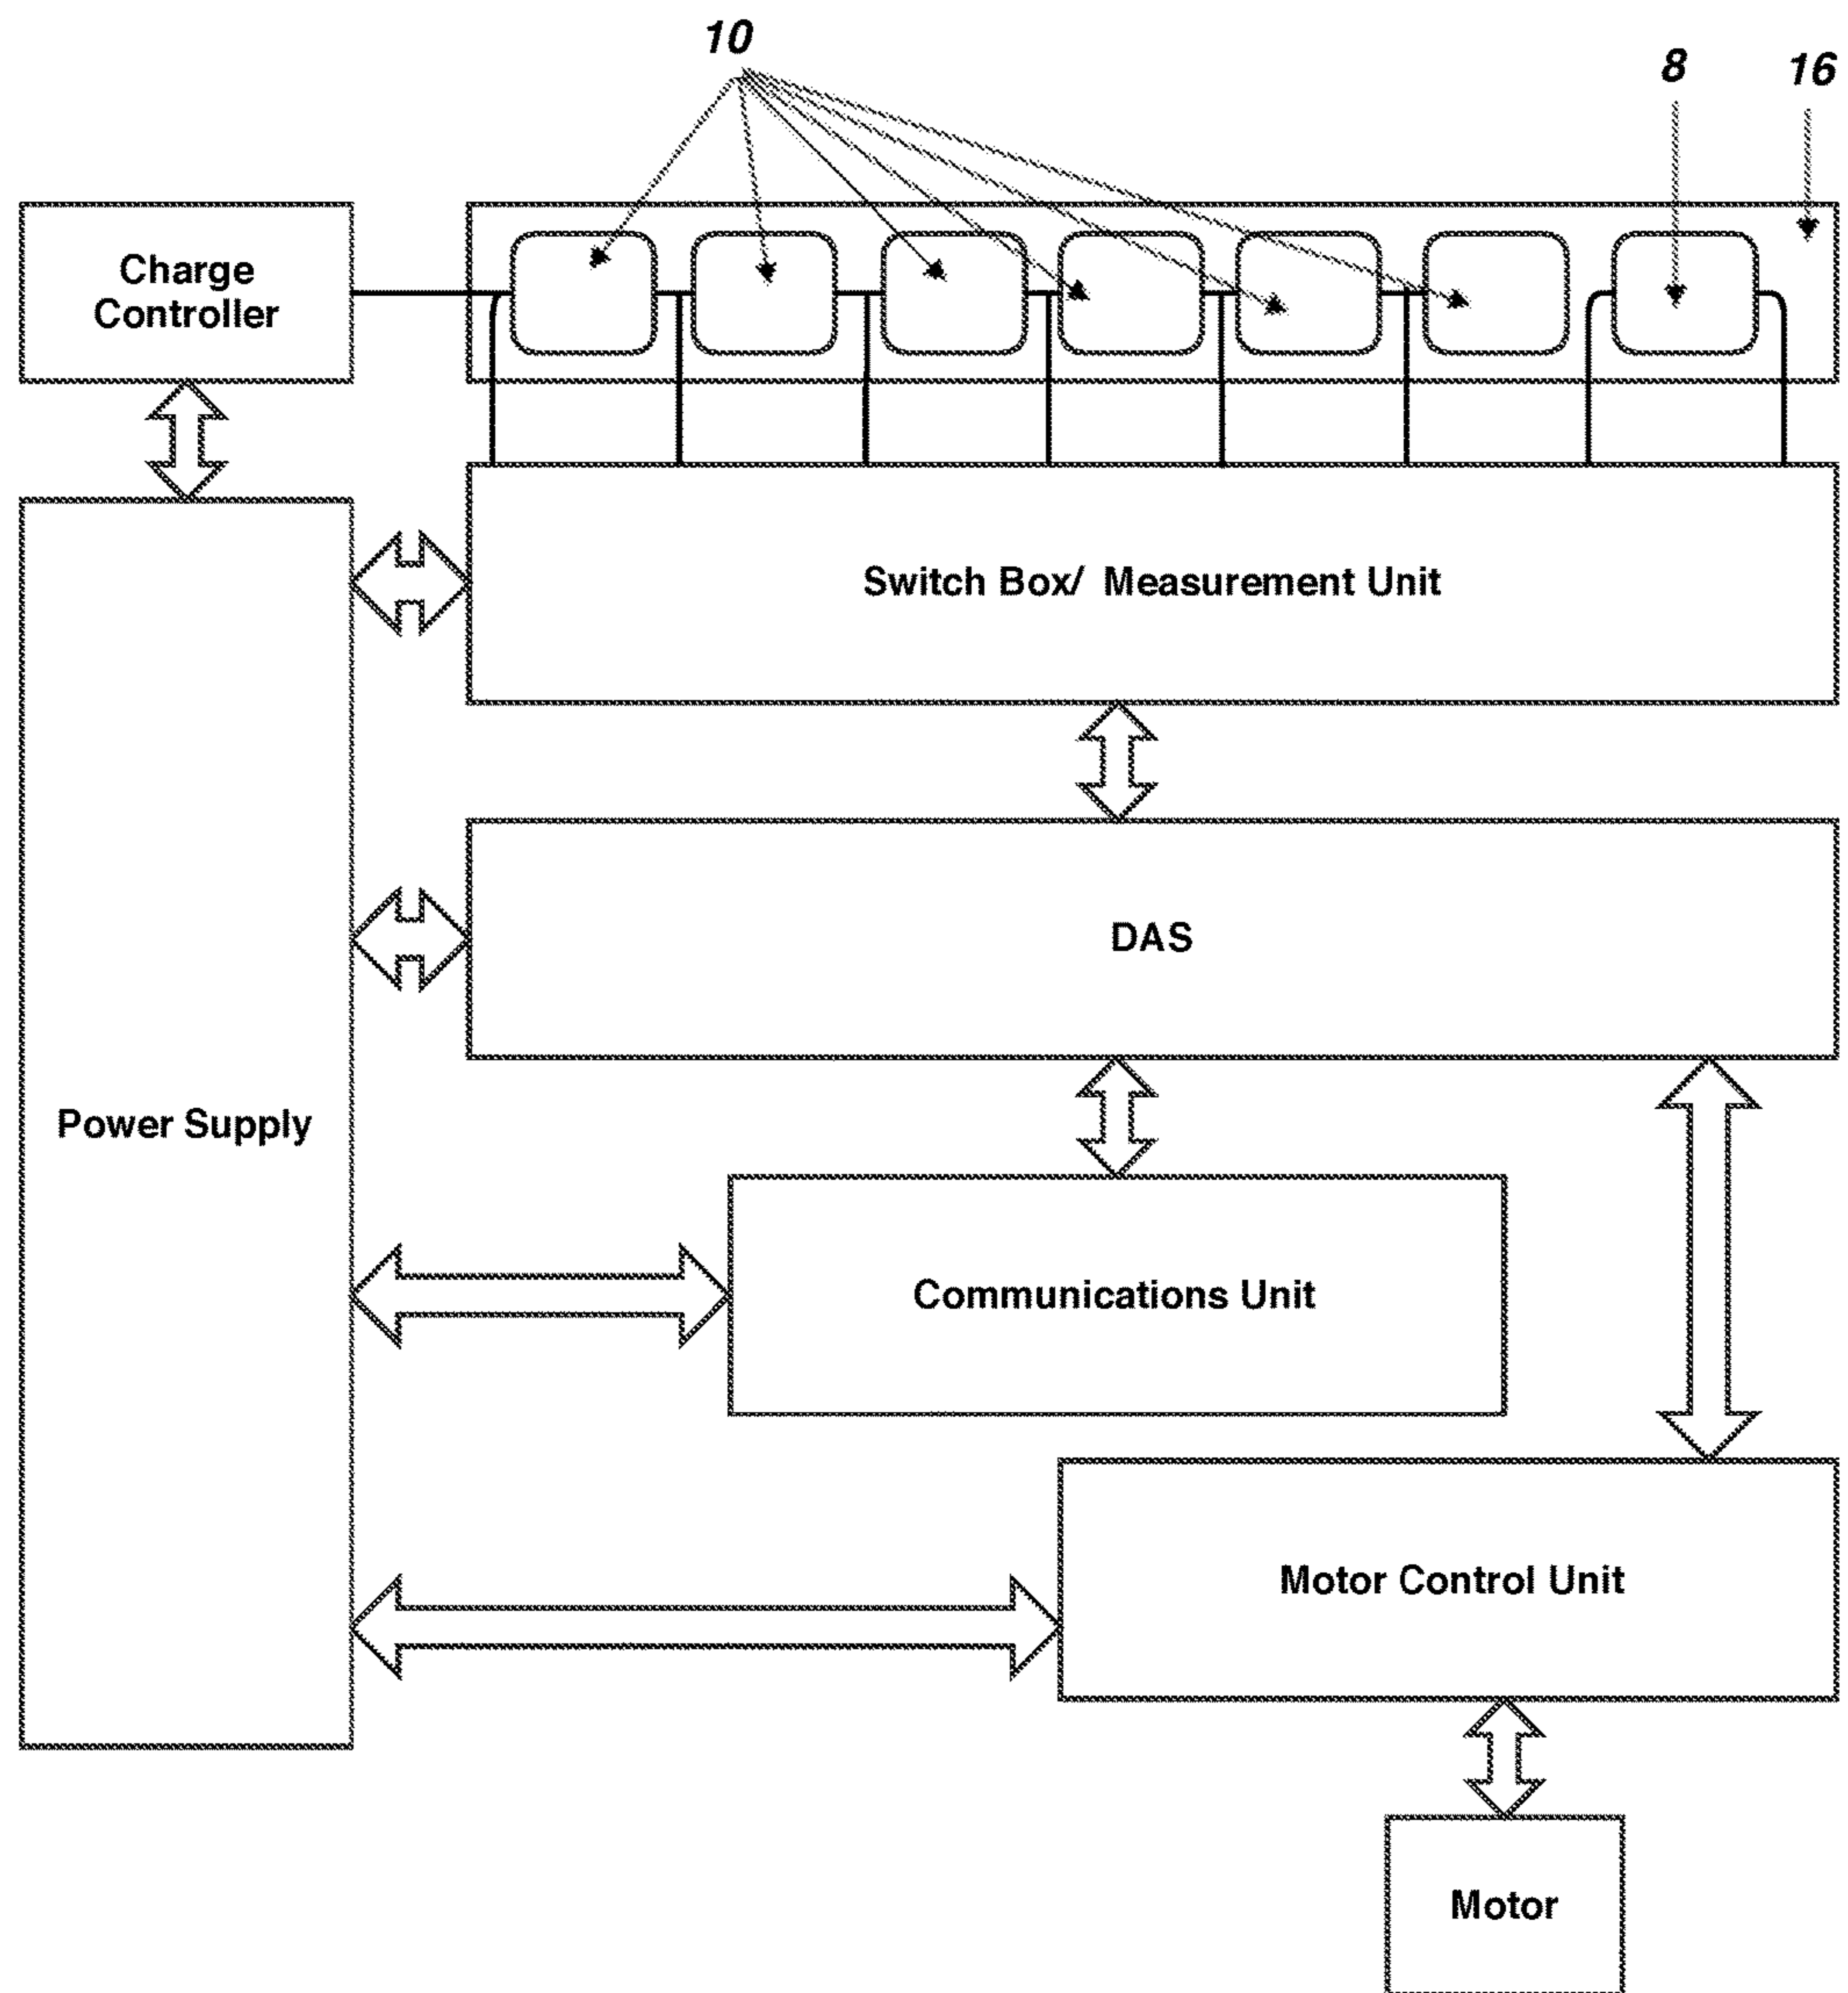 10
8
16
Charge
Controller
Switch Box/ Measurement Unit
DAS
Power Supply
Communications Unit
Motor Control Unit
Motor